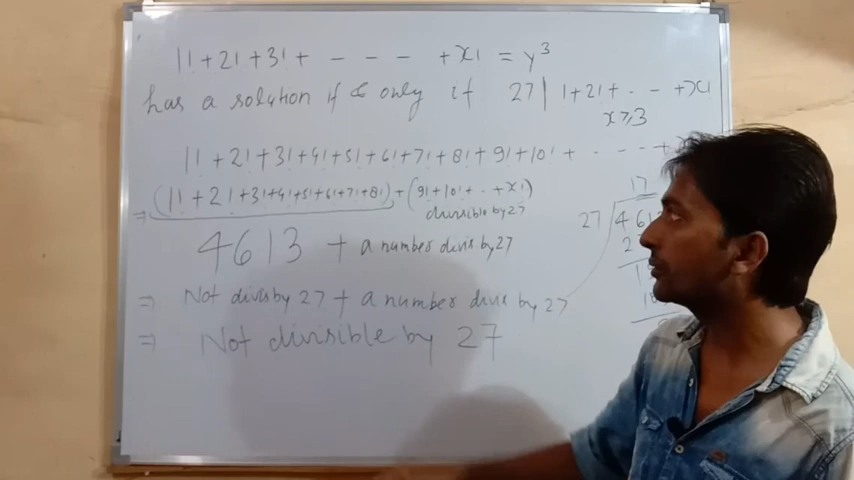 1! + 2! + 3! + - - - + x! = y³
has a solution if & only if 27 | 1 + 2! + . - - + x!
x ⩾ 3
1! + 2! + 3! + 4! + 5! + 6! + 7! + 8! + 9! + 10! + - . . - - +
⇒ (1! + 2! + 3! + 4! + 5! + 6! + 7! + 8!) + (9! + 10! + - - + x!)
divisible by 27
4613 + a number divis by 27
⇒ Not divis by 27 + a number divis by 27
⇒ Not divisible by 27
17
27